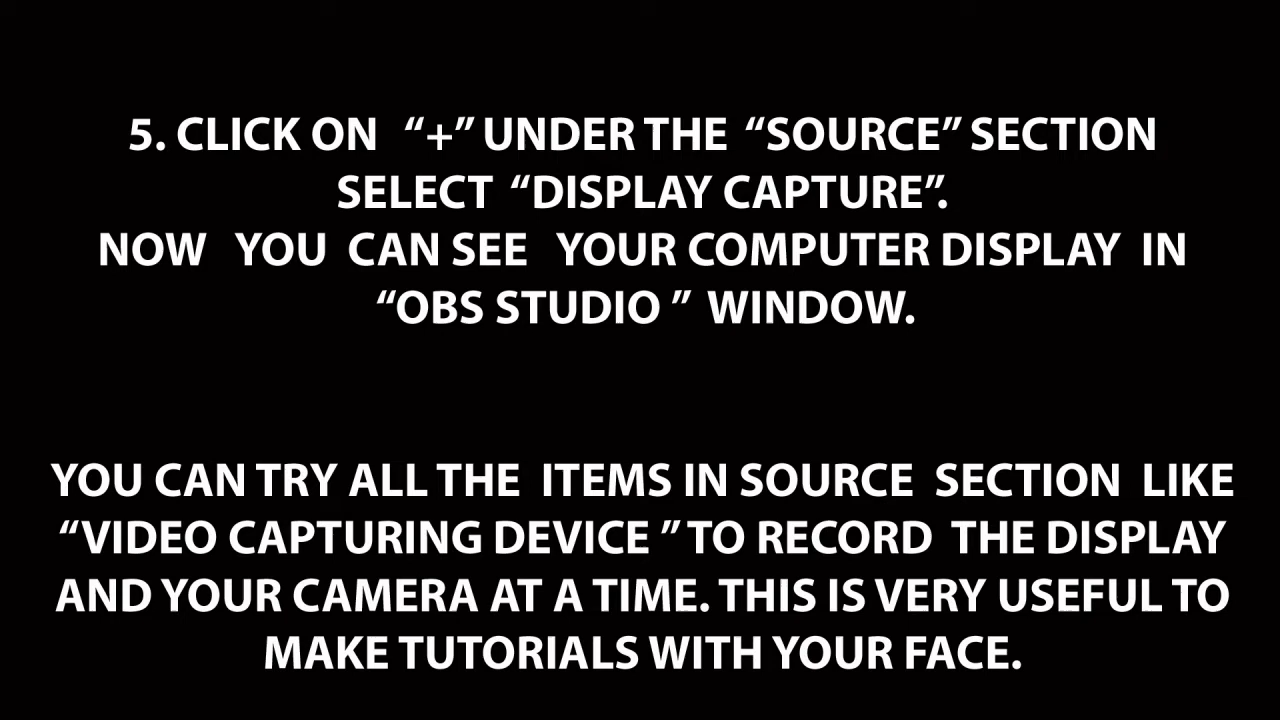 5. CLICK ON “+” UNDER THE “SOURCE” SECTION
SELECT “DISPLAY CAPTURE”.
NOW YOU CAN SEE YOUR COMPUTER DISPLAY IN
“OBS STUDIO ” WINDOW.
YOU CAN TRY ALL THE ITEMS IN SOURCE SECTION LIKE
“VIDEO CAPTURING DEVICE ” TO RECORD THE DISPLAY
AND YOUR CAMERA AT A TIME. THIS IS VERY USEFUL TO
MAKE TUTORIALS WITH YOUR FACE.